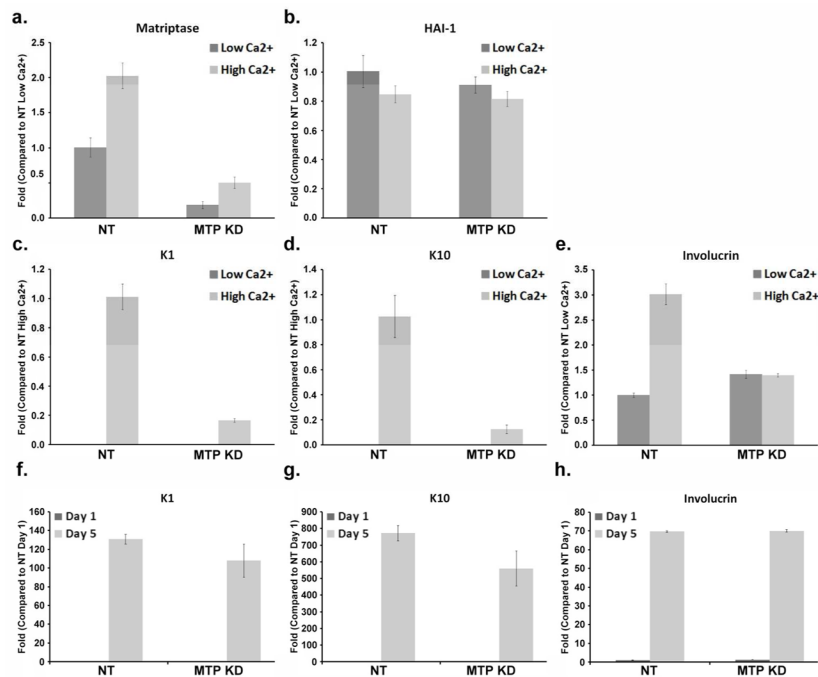 a.
Matriptase
Fold (Compared to NT Low Ca2+)
2.5
2.0
1.5
1.0
0.5
0.0
Low Ca2+
High Ca2+
NT
MTP KD
b.
HAI-1
Fold (Compared to NT Low Ca2+)
1.2
1.0
0.8
0.6
0.4
0.2
0.0
Low Ca2+
High Ca2+
NT
MTP KD
c.
K1
Fold (Compared to NT High Ca2+)
1.2
1.0
0.8
0.6
0.4
0.2
0.0
Low Ca2+
High Ca2+
NT
MTP KD
d.
K10
Fold (Compared to NT High Ca2+)
1.4
1.2
1.0
0.8
0.6
0.4
0.2
0.0
Low Ca2+
High Ca2+
NT
MTP KD
e.
Involucrin
Fold (Compared to NT Low Ca2+)
3.5
3.0
2.5
2.0
1.5
1.0
0.5
0.0
Low Ca2+
High Ca2+
NT
MTP KD
f.
K1
Fold (Compared to NT Day 1)
160
140
120
100
80
60
40
20
0
Day 1
Day 5
NT
MTP KD
g.
K10
Fold (Compared to NT Day 1)
900
800
700
600
500
400
300
200
100
0
Day 1
Day 5
NT
MTP KD
h.
Involucrin
Fold (Compared to NT Day 1)
80
70
60
50
40
30
20
10
0
Day 1
Day 5
NT
MTP KD